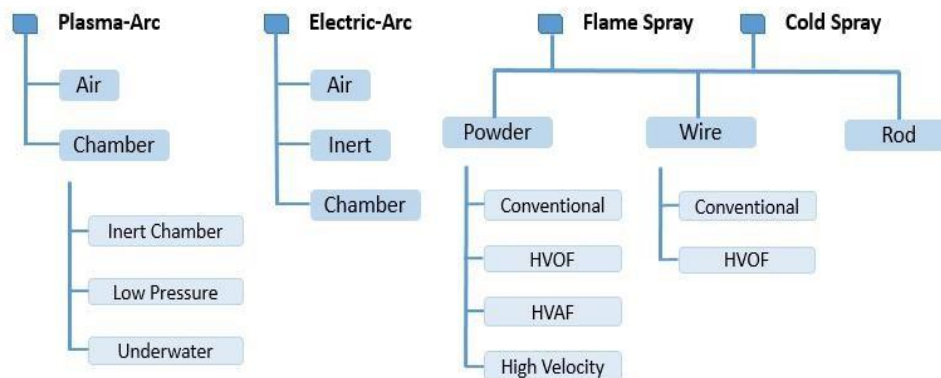 Plasma-Arc
Air
Chamber
Inert Chamber
Low Pressure
Underwater
Electric-Arc
Air
Inert
Chamber
Flame Spray
Cold Spray
Powder
Conventional
HVOF
HVAF
High Velocity
Wire
Conventional
HVOF
Rod